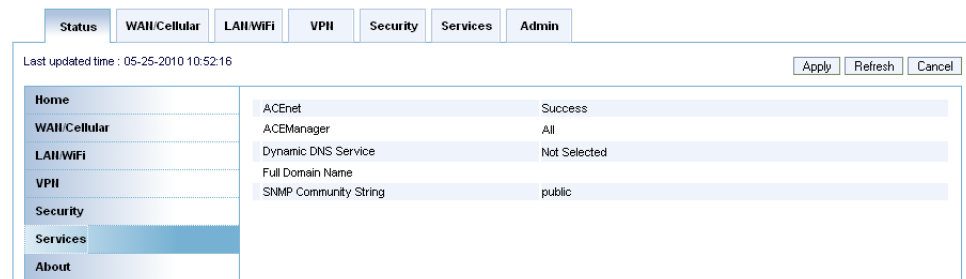 Status WAN/Cellular LAN/WiFi VPN Security Services Admin
Last updated time : 05-25-2010 10:52:16
Apply Refresh Cancel
Home
WAN/Cellular
LAN/WiFi
VPN
Security
Services
About
ACEnet Success
ACEManager All
Dynamic DNS Service Not Selected
Full Domain Name
SNMP Community String public